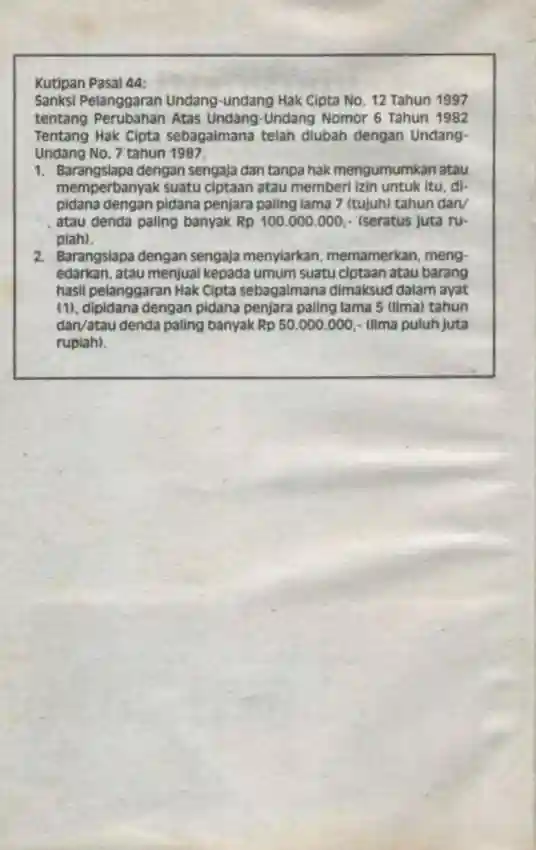 Kutipan Pasal 44:
Sanksi Pelanggaran Undang-undang Hak Cipta No. 12 Tahun 1997
tentang Perubahan Atas Undang-Undang Nomor 6 Tahun 1982
Tentang Hak Cipta sebagaimana telah diubah dengan Undang-
Undang No. 7 tahun 1987.
1. Barangsiapa dengan sengaja dan tanpa hak mengumumkan atau
memperbanyak suatu ciptaan atau memberi izin untuk itu, di-
pidana dengan pidana penjara paling lama 7 (tujuh) tahun dan/
atau denda paling banyak Rp 100.000.000,- (seratus juta ru-
piah).
2. Barangsiapa dengan sengaja menyiarkan, memamerkan, meng-
edarkan, atau menjual kepada umum suatu ciptaan atau barang
hasil pelanggaran Hak Cipta sebagaimana dimaksud dalam ayat
(1), dipidana dengan pidana penjara paling lama 5 (lima) tahun
dan/atau denda paling banyak Rp 50.000.000,- (lima puluh juta
rupiah).